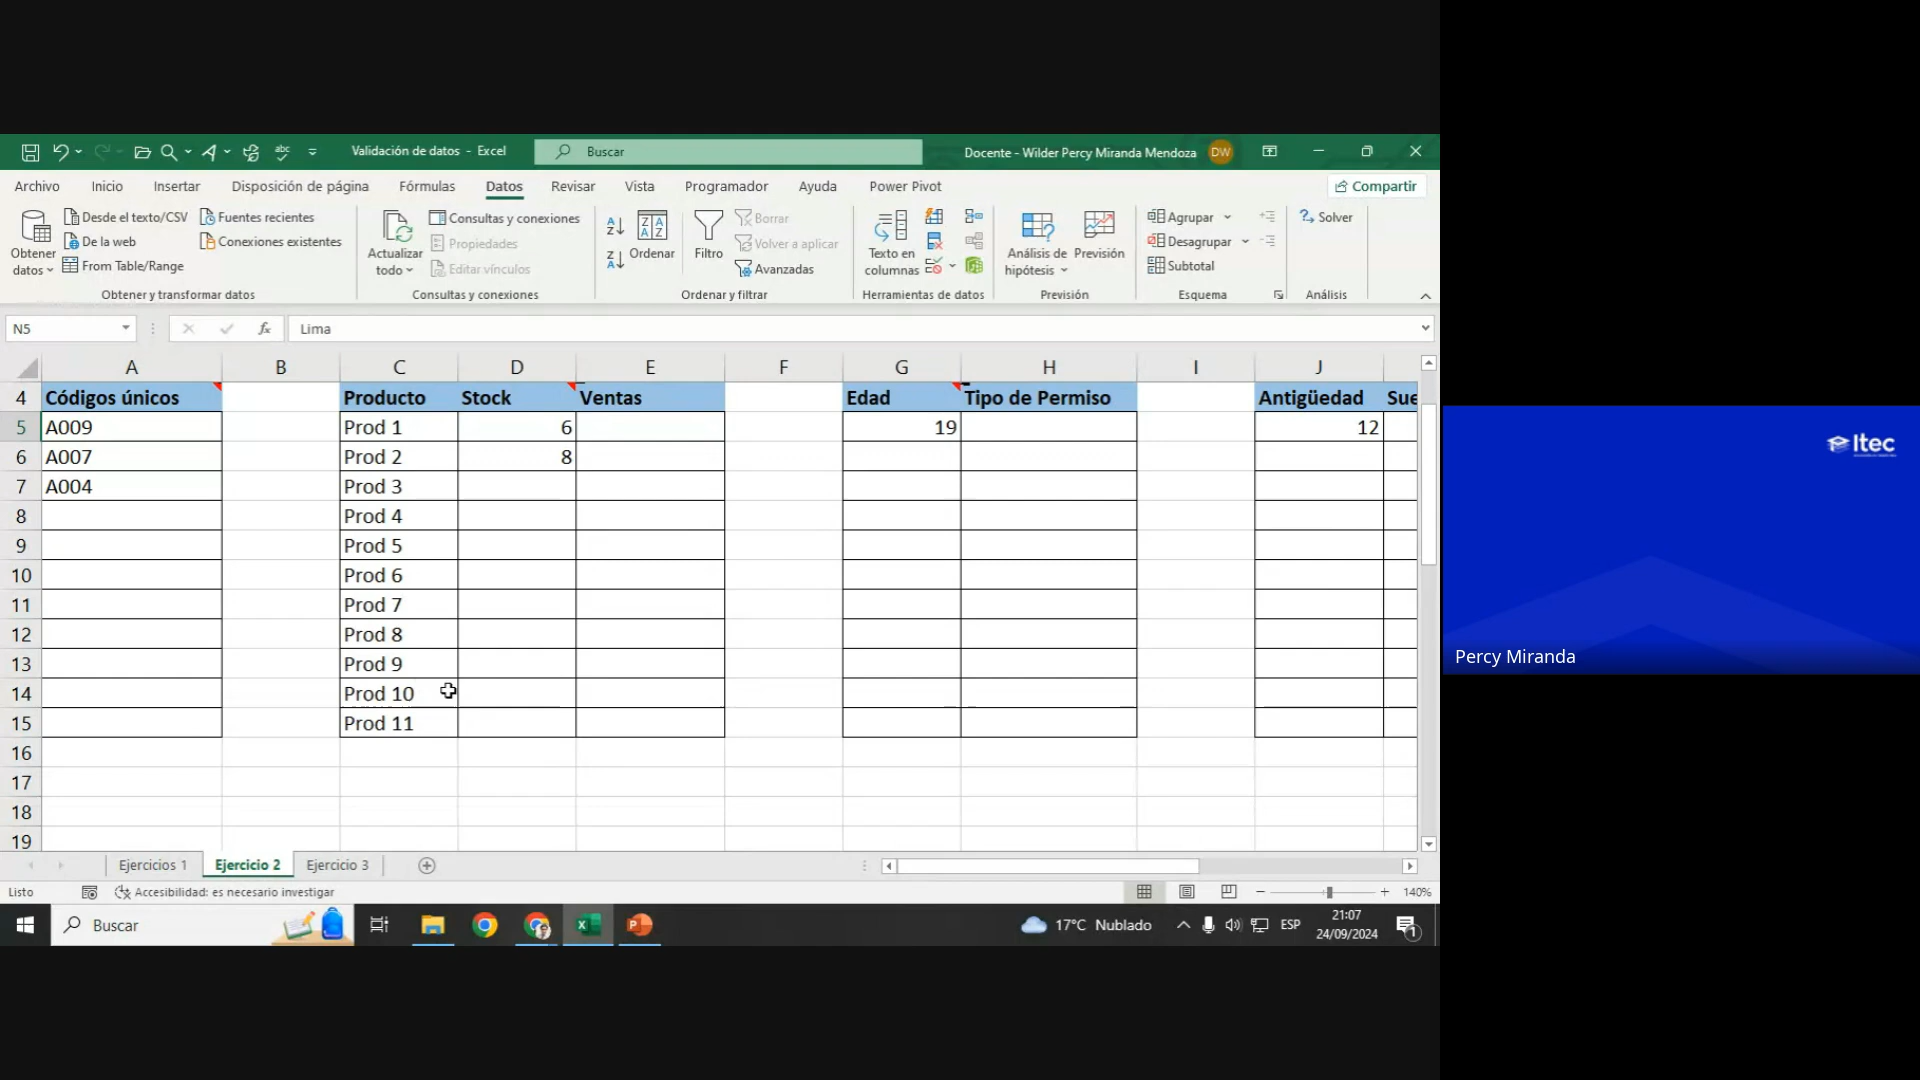 Validación de datos - Excel
Buscar
Docente - Wilder Percy Miranda Mendoza
DW
Archivo
Inicio
Insertar
Disposición de página
Fórmulas
Datos
Revisar
Vista
Programador
Ayuda
Power Pivot
Compartir
Obtener datos
Desde el texto/CSV
De la web
From Table/Range
Fuentes recientes
Conexiones existentes
Obtener y transformar datos
Actualizar todo
Consultas y conexiones
Propiedades
Editar vínculos
Consultas y conexiones
Ordenar
Filtro
Borrar
Volver a aplicar
Avanzadas
Ordenar y filtrar
Texto en columnas
Herramientas de datos
Análisis de hipótesis
Previsión
Previsión
Agrupar
Desagrupar
Subtotal
Esquema
Solver
Análisis
N5
fx
Lima
A B C D E F G H I J
4 Códigos únicos Producto Stock Ventas Edad Tipo de Permiso Antigüedad Sue
5 A009 Prod 1 6 19 12
6 A007 Prod 2 8
7 A004 Prod 3
8 Prod 4
9 Prod 5
10 Prod 6
11 Prod 7
12 Prod 8
13 Prod 9
14 Prod 10
15 Prod 11
16
17
18
19
Ejercicios 1
Ejercicio 2
Ejercicio 3
Listo
Accesibilidad: es necesario investigar
140%
Buscar
17°C Nublado
ESP
21:07
24/09/2024
1
Itec
Percy Miranda